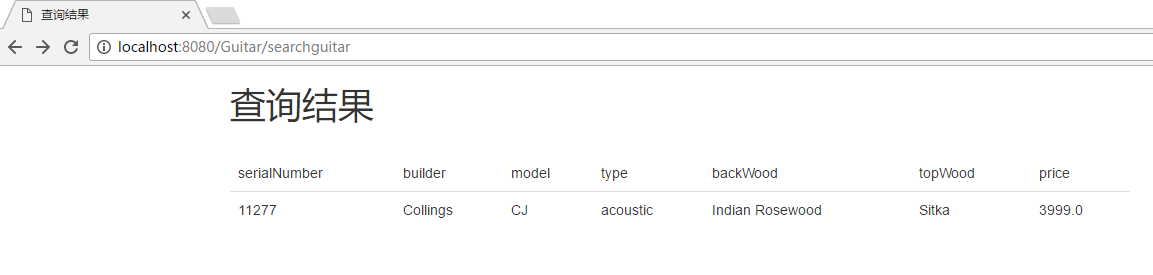 查询结果
localhost:8080/Guitar/searchguitar
查询结果
serialNumber builder model type backWood topWood price
11277 Collings CJ acoustic Indian Rosewood Sitka 3999.0